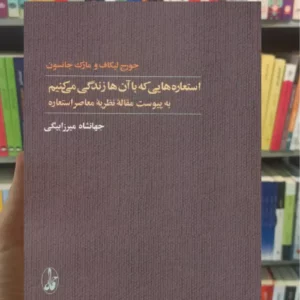 جورج لیکاف و مارک جانسون
استعاره‌هایی که با آن‌ها زندگی می‌کنیم
به پیوست مقالهٔ نظریهٔ معاصر استعاره
جهانشاه میرزابیگی
آگاه